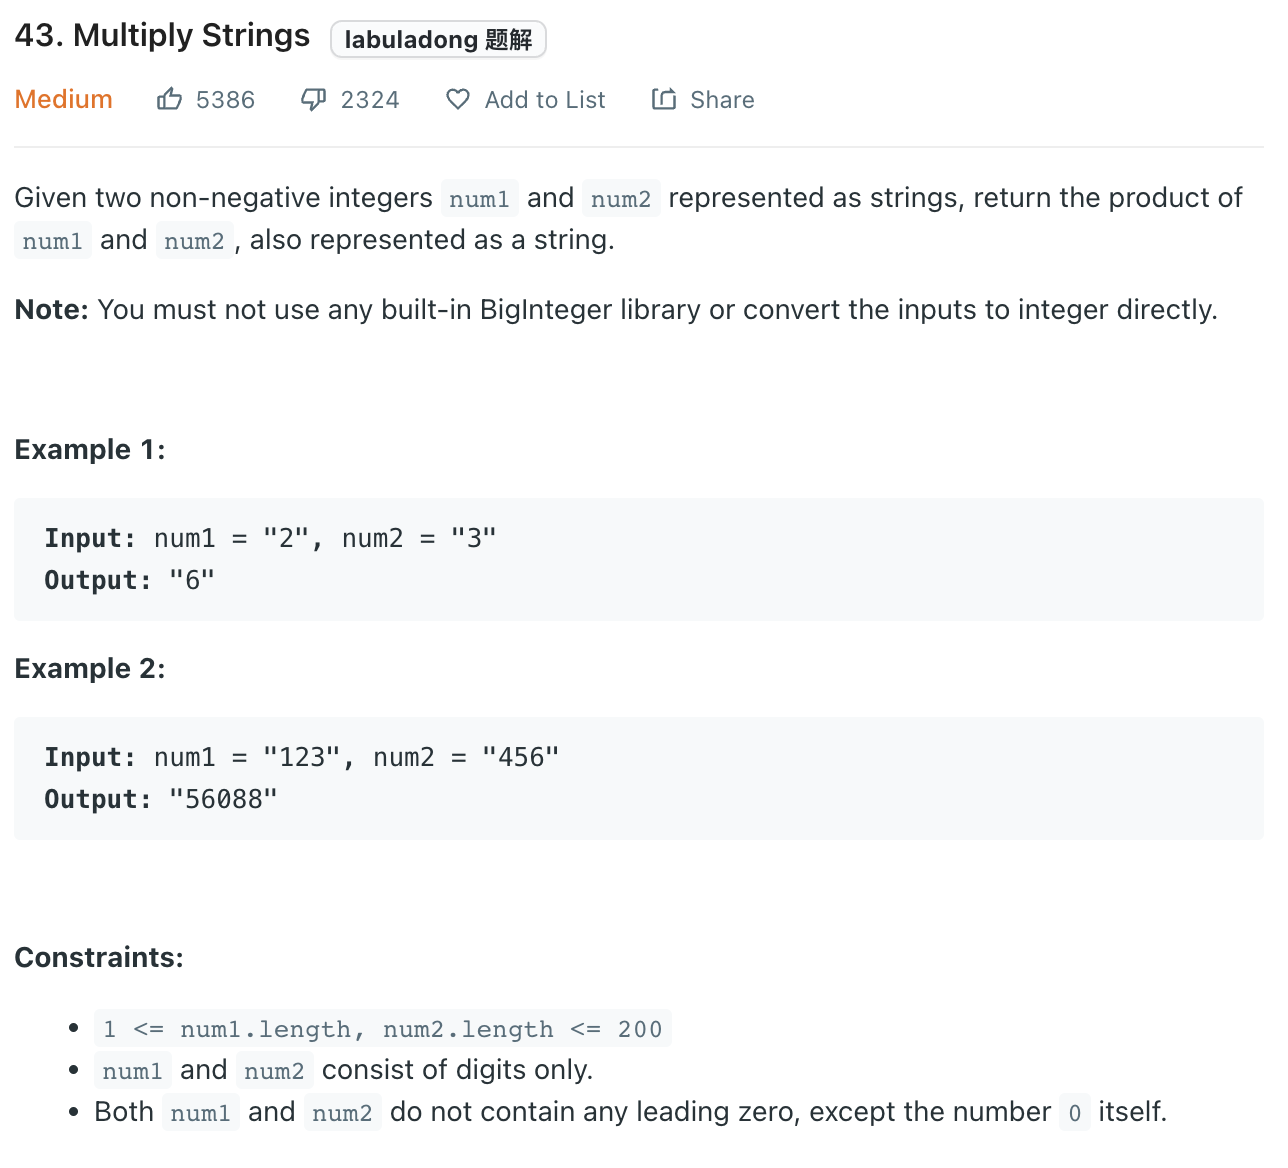 43. Multiply Strings labuladong 题解
Medium 5386 2324 Add to List Share
Given two non-negative integers num1 and num2 represented as strings, return the product of
num1 and num2, also represented as a string.
Note: You must not use any built-in BigInteger library or convert the inputs to integer directly.
Example 1:
Input: num1 = "2", num2 = "3"
Output: "6"
Example 2:
Input: num1 = "123", num2 = "456"
Output: "56088"
Constraints:
• 1 <= num1.length, num2.length <= 200
• num1 and num2 consist of digits only.
• Both num1 and num2 do not contain any leading zero, except the number 0 itself.